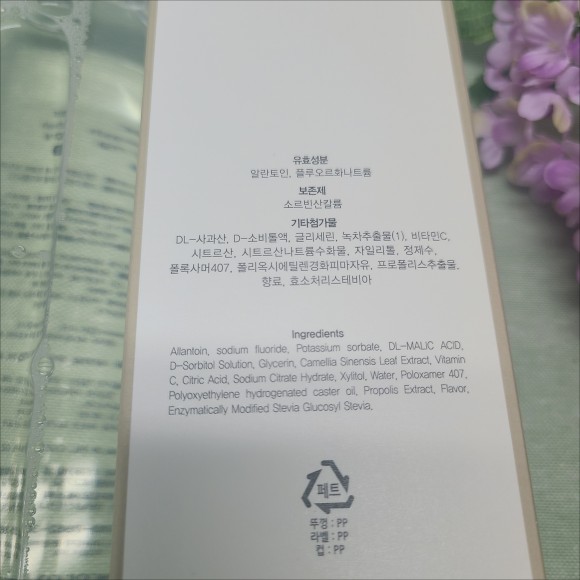 유효성분
알란토인, 플루오르화나트륨
보존제
소르빈산칼륨
기타첨가물
DL-사과산, D-소비톨액, 글리세린, 녹차추출물(1), 비타민C,
시트르산, 시트르산나트륨수화물, 자일리톨, 정제수,
폴록사머407, 폴리옥시에틸렌경화피마자유, 프로폴리스추출물,
향료, 효소처리스테비아
Ingredients
Allantoin, sodium fluoride, Potassium sorbate, DL-MALIC ACID,
D-Sorbitol Solution, Glycerin, Camellia Sinensis Leaf Extract, Vitamin
C, Citric Acid, Sodium Citrate Hydrate, Xylitol, Water, Poloxamer 407,
Polyoxyethylene hydrogenated caster oil, Propolis Extract, Flavor,
Enzymatically Modified Stevia Glucosyl Stevia.
페트
뚜껑 : PP
라벨 : PP
컵 : PP